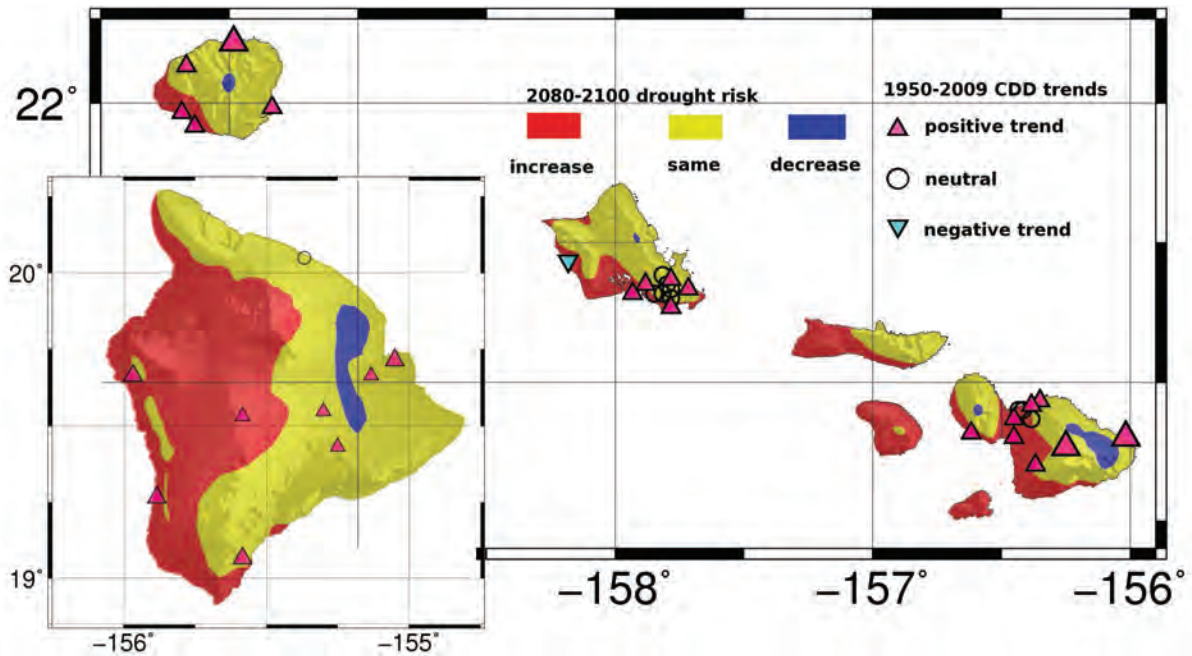 22°
2080-2100 drought risk
increase
same
decrease
1950-2009 CDD trends
positive trend
neutral
negative trend
20°
19°
−156°
−155°
−158°
−157°
−156°